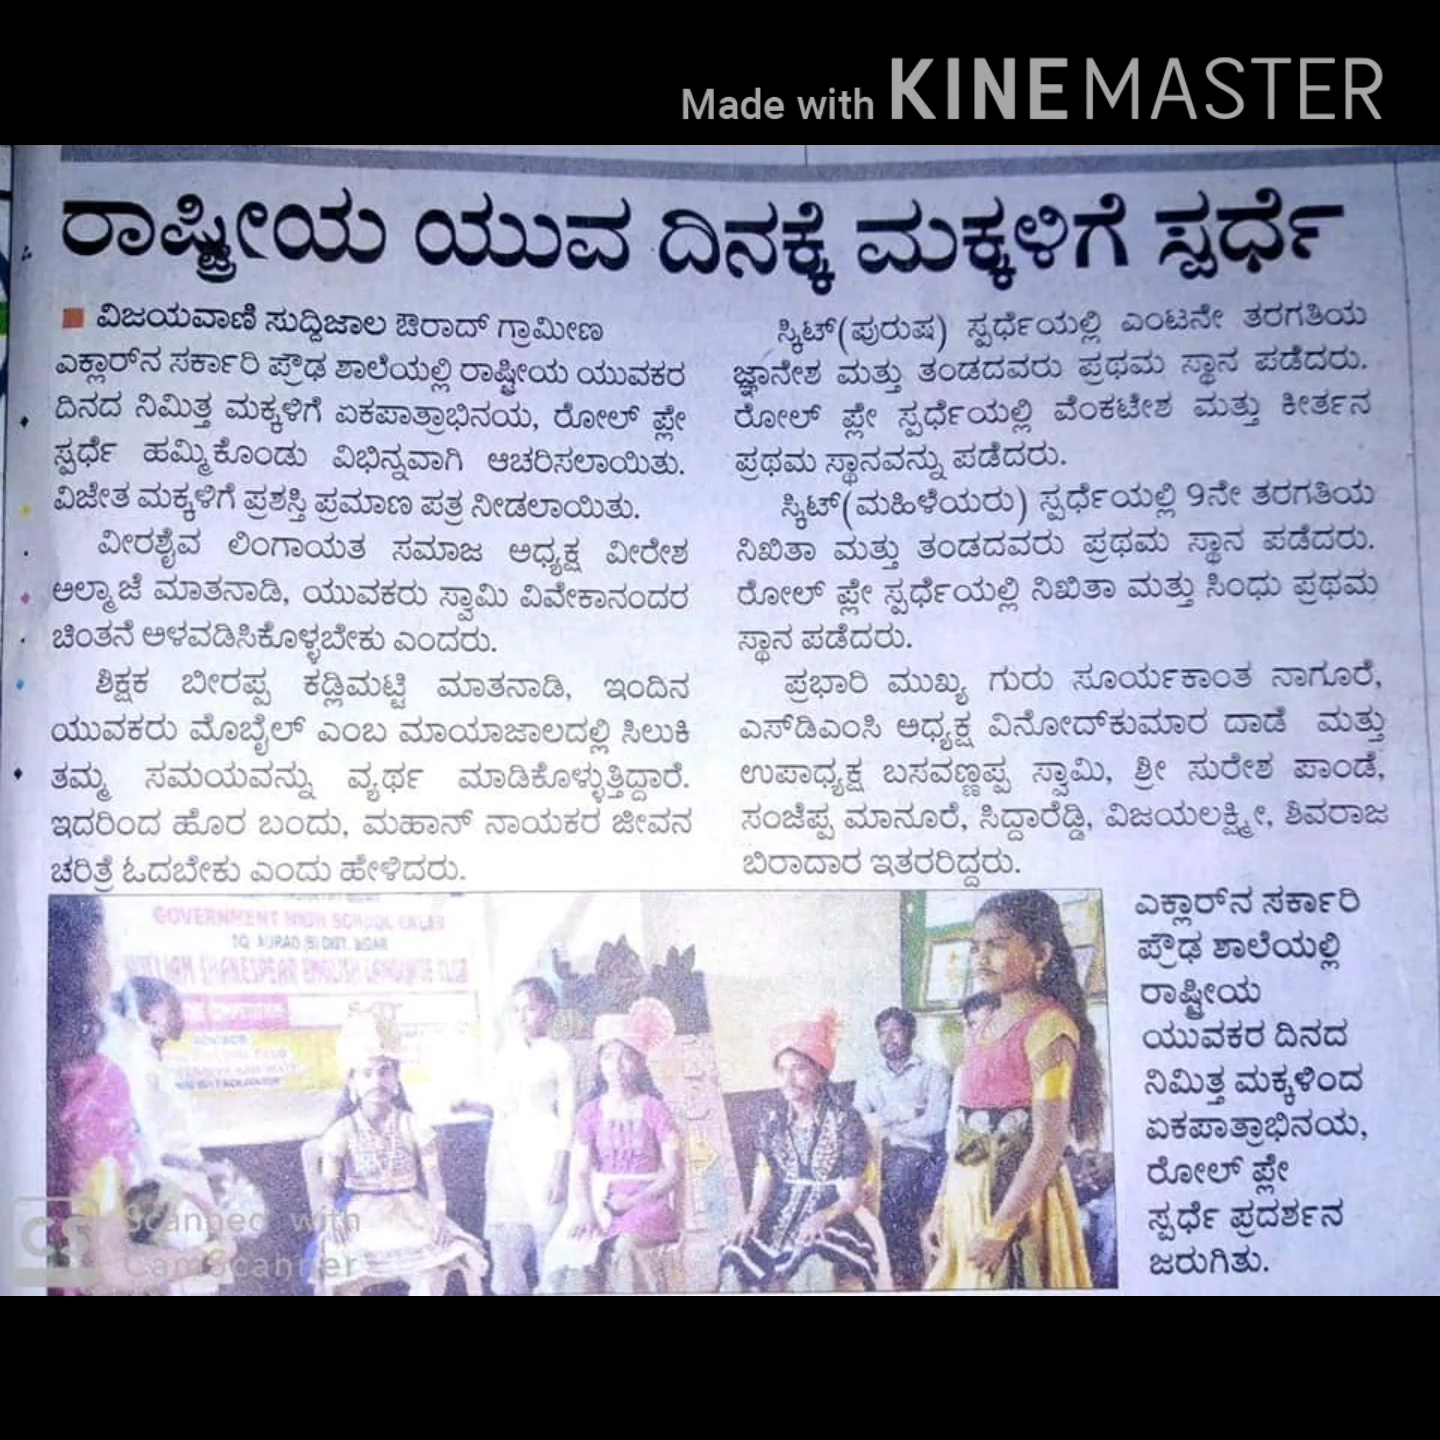 Made with KINEMASTER
ರಾಷ್ಟ್ರೀಯ ಯುವ ದಿನಕ್ಕೆ ಮಕ್ಕಳಿಗೆ ಸ್ಪರ್ಧೆ
ವಿಜಯವಾಣಿ ಸುದ್ದಿಜಾಲ ಔರಾದ್ ಗ್ರಾಮೀಣ
ಎಕ್ಲಾರ್‌ನ ಸರ್ಕಾರಿ ಪ್ರೌಢ ಶಾಲೆಯಲ್ಲಿ ರಾಷ್ಟ್ರೀಯ ಯುವಕರ
ದಿನದ ನಿಮಿತ್ತ ಮಕ್ಕಳಿಗೆ ಏಕಪಾತ್ರಾಭಿನಯ, ರೋಲ್ ಪ್ಲೇ
ಸ್ಪರ್ಧೆ ಹಮ್ಮಿಕೊಂಡು ವಿಭಿನ್ನವಾಗಿ ಆಚರಿಸಲಾಯಿತು.
ವಿಜೇತ ಮಕ್ಕಳಿಗೆ ಪ್ರಶಸ್ತಿ ಪ್ರಮಾಣ ಪತ್ರ ನೀಡಲಾಯಿತು.
ವೀರಶೈವ ಲಿಂಗಾಯತ ಸಮಾಜ ಅಧ್ಯಕ್ಷ ವೀರೇಶ
ಅಲ್ಮಾಜೆ ಮಾತನಾಡಿ, ಯುವಕರು ಸ್ವಾಮಿ ವಿವೇಕಾನಂದರ
ಚಿಂತನೆ ಅಳವಡಿಸಿಕೊಳ್ಳಬೇಕು ಎಂದರು.
ಶಿಕ್ಷಕ ಬೀರಪ್ಪ ಕಡ್ಲಿಮಟ್ಟಿ ಮಾತನಾಡಿ, ಇಂದಿನ
ಯುವಕರು ಮೊಬೈಲ್ ಎಂಬ ಮಾಯಾಜಾಲದಲ್ಲಿ ಸಿಲುಕಿ
ತಮ್ಮ ಸಮಯವನ್ನು ವ್ಯರ್ಥ ಮಾಡಿಕೊಳ್ಳುತ್ತಿದ್ದಾರೆ.
ಇದರಿಂದ ಹೊರ ಬಂದು, ಮಹಾನ್ ನಾಯಕರ ಜೀವನ
ಚರಿತ್ರೆ ಓದಬೇಕು ಎಂದು ಹೇಳಿದರು.
ಸ್ಕಿಟ್(ಪುರುಷ) ಸ್ಪರ್ಧೆಯಲ್ಲಿ ಎಂಟನೇ ತರಗತಿಯ
ಜ್ಞಾನೇಶ ಮತ್ತು ತಂಡದವರು ಪ್ರಥಮ ಸ್ಥಾನ ಪಡೆದರು.
ರೋಲ್ ಪ್ಲೇ ಸ್ಪರ್ಧೆಯಲ್ಲಿ ವೆಂಕಟೇಶ ಮತ್ತು ಕೀರ್ತನ
ಪ್ರಥಮ ಸ್ಥಾನವನ್ನು ಪಡೆದರು.
ಸ್ಕಿಟ್(ಮಹಿಳೆಯರು) ಸ್ಪರ್ಧೆಯಲ್ಲಿ 9ನೇ ತರಗತಿಯ
ನಿಖಿತಾ ಮತ್ತು ತಂಡದವರು ಪ್ರಥಮ ಸ್ಥಾನ ಪಡೆದರು.
ರೋಲ್ ಪ್ಲೇ ಸ್ಪರ್ಧೆಯಲ್ಲಿ ನಿಖಿತಾ ಮತ್ತು ಸಿಂಧು ಪ್ರಥಮ
ಸ್ಥಾನ ಪಡೆದರು.
ಪ್ರಭಾರಿ ಮುಖ್ಯ ಗುರು ಸೂರ್ಯಕಾಂತ ನಾಗೂರೆ,
ಎಸ್‌ಡಿಎಂಸಿ ಅಧ್ಯಕ್ಷ ವಿನೋದ್‌ಕುಮಾರ ದಾಡೆ ಮತ್ತು
ಉಪಾಧ್ಯಕ್ಷ ಬಸವಣ್ಣಪ್ಪ ಸ್ವಾಮಿ, ಶ್ರೀ ಸುರೇಶ ಪಾಂಡೆ,
ಸಂಜೆಪ್ಪ ಮಾನೂರೆ, ಸಿದ್ದಾರೆಡ್ಡಿ, ವಿಜಯಲಕ್ಷ್ಮೀ, ಶಿವರಾಜ
ಬಿರಾದಾರ ಇತರರಿದ್ದರು.
GOVERNMENT HIGH SCHOOL EKLAR
TQ. AURAD (B) DIST. BIDAR
WILLIAM SHAKESPEAR ENGLISH LANGUAGE CLUB
ಎಕ್ಲಾರ್‌ನ ಸರ್ಕಾರಿ
ಪ್ರೌಢ ಶಾಲೆಯಲ್ಲಿ
ರಾಷ್ಟ್ರೀಯ
ಯುವಕರ ದಿನದ
ನಿಮಿತ್ತ ಮಕ್ಕಳಿಂದ
ಏಕಪಾತ್ರಾಭಿನಯ,
ರೋಲ್ ಪ್ಲೇ
ಸ್ಪರ್ಧೆ ಪ್ರದರ್ಶನ
ಜರುಗಿತು.
CS Scanned with
CamScanner